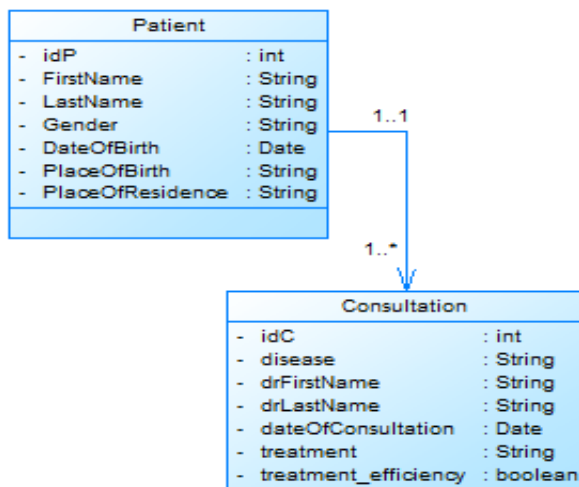 Patient
- idP : int
- FirstName : String
- LastName : String
- Gender : String
- DateOfBirth : Date
- PlaceOfBirth : String
- PlaceOfResidence : String
1..1
1..*
Consultation
- idC : int
- disease : String
- drFirstName : String
- drLastName : String
- dateOfConsultation : Date
- treatment : String
- treatment_efficiency : boolean